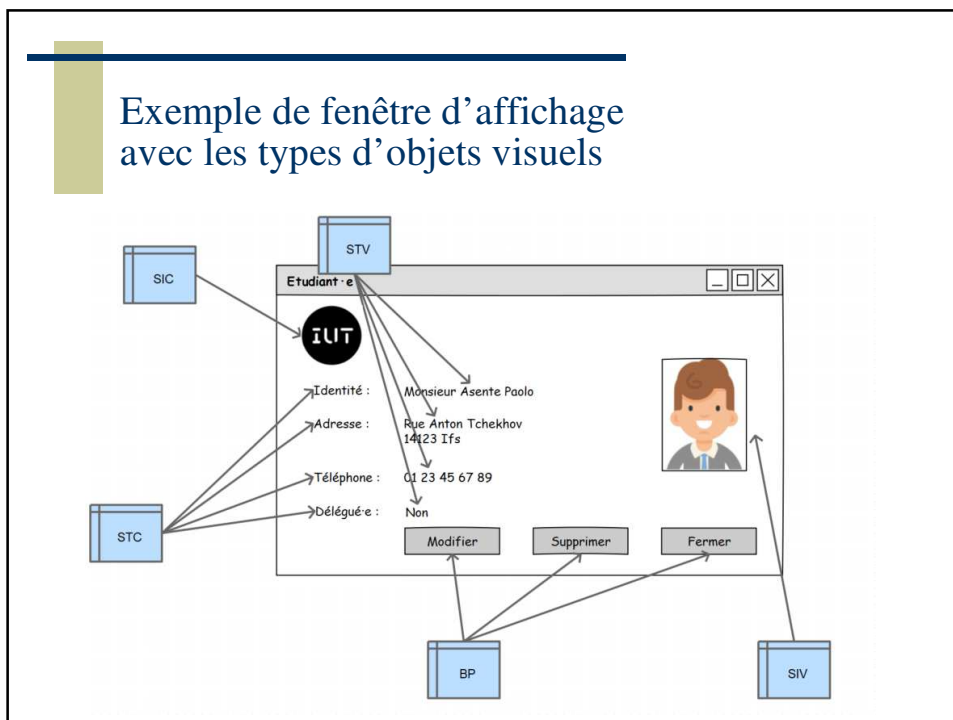 Exemple de fenêtre d'affichage
avec les types d'objets visuels
STV
SIC
Etudiant·e
IUT
Identité :
Monsieur Asente Paolo
Adresse :
Rue Anton Tchekhov
14123 Ifs
Téléphone :
01 23 45 67 89
Délégué·e :
Non
STC
Modifier
Supprimer
Fermer
BP
SIV